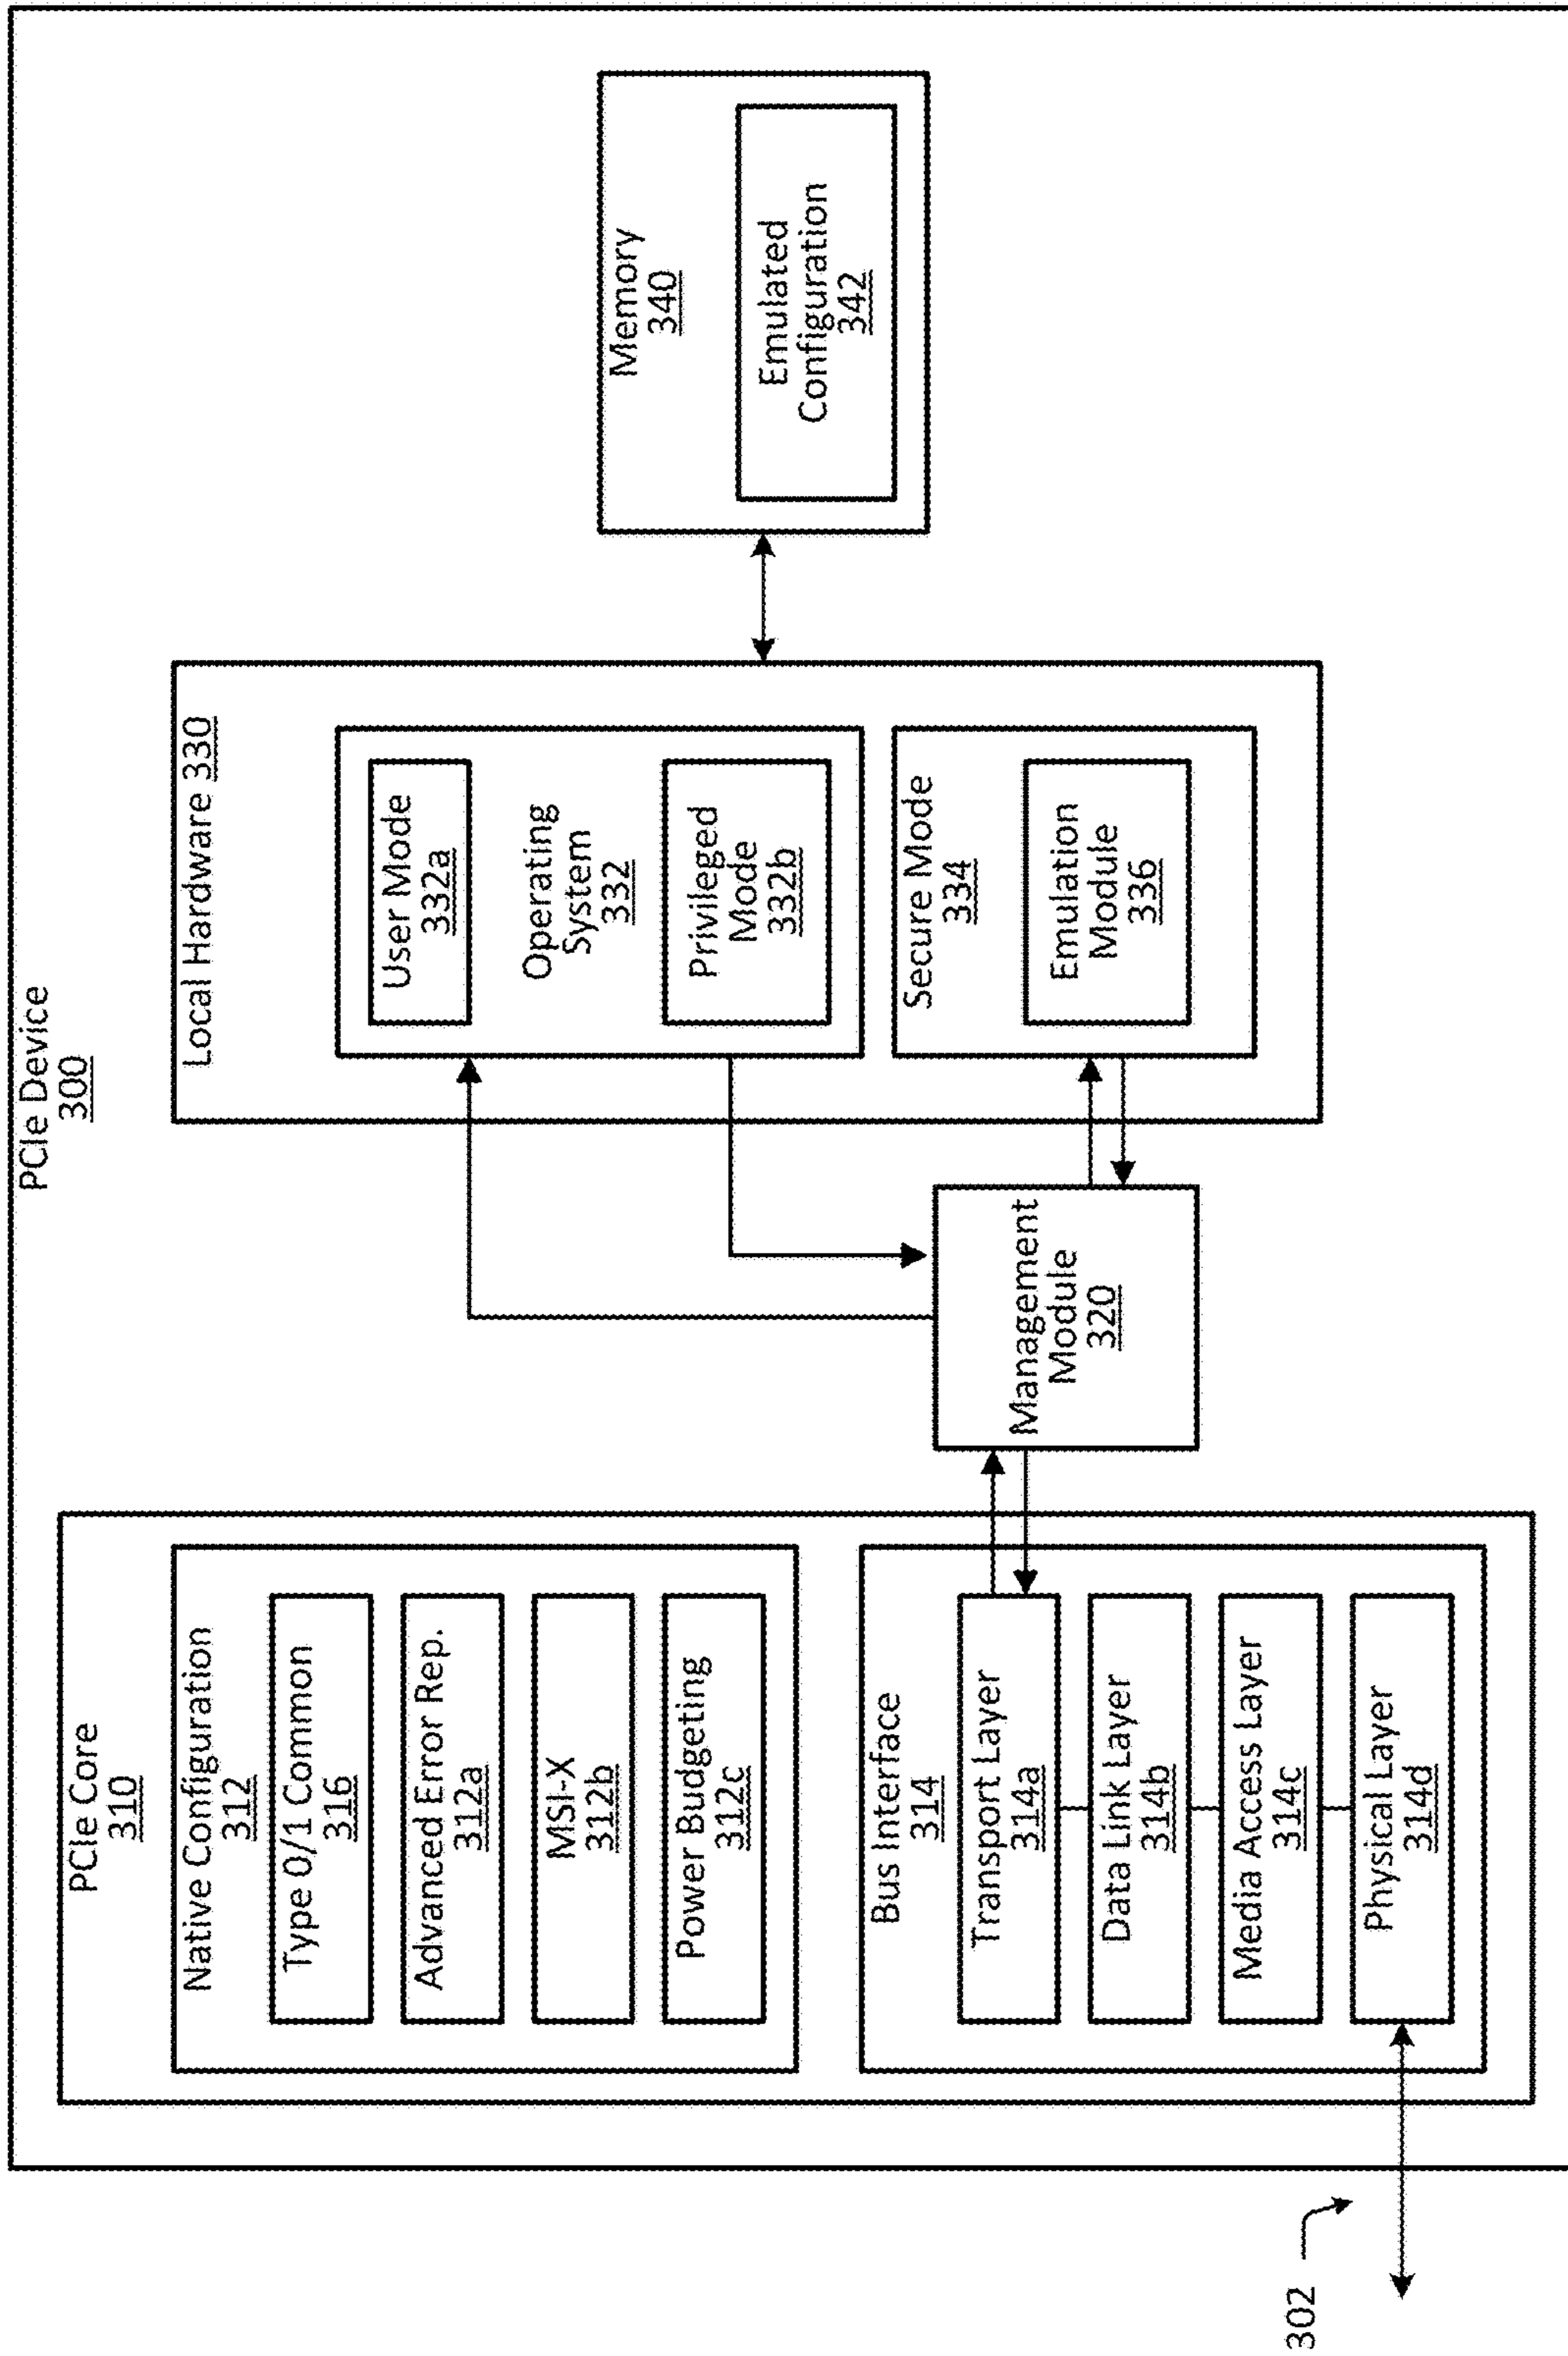 PCIe Device
300
PCIe Core
310
Native Configuration
312
Type 0/1 Common
316
Advanced Error Rep.
312a
MSI-X
312b
Power Budgeting
312c
Bus Interface
314
Transport Layer
314a
Data Link Layer
314b
Media Access Layer
314c
Physical Layer
314d
302
Management
Module
320
Local Hardware 330
User Mode
332a
Operating
System
332
Privileged
Mode
332b
Secure Mode
334
Emulation
Module
336
Memory
340
Emulated
Configuration
342